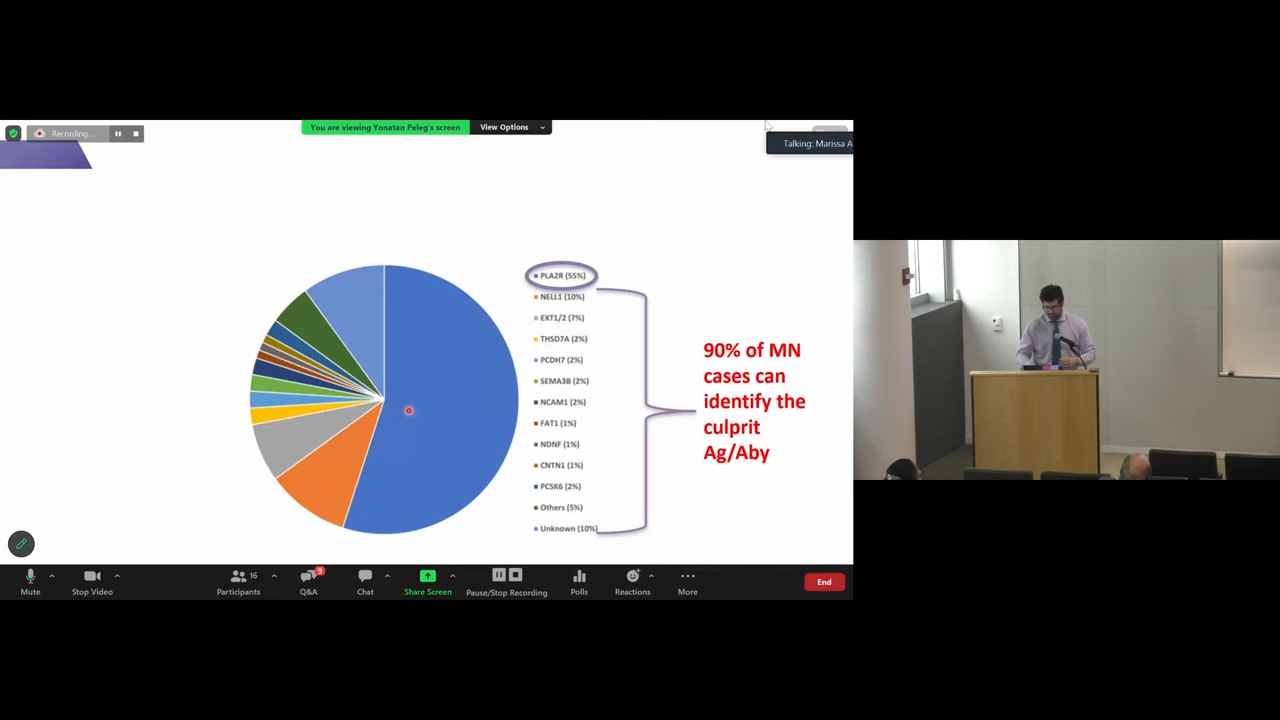 Recording...
You are viewing Yonatan Peleg's screen
View Options
Talking: Marissa A
PLA2R (55%)
NELL1 (10%)
EXT1/2 (7%)
THSD7A (2%)
PCDH7 (2%)
SEMA3B (2%)
NCAM1 (2%)
FAT1 (1%)
NDNF (1%)
CNTN1 (1%)
PCSK6 (2%)
Others (5%)
Unknown (10%)
90% of MN
cases can
identify the
culprit
Ag/Aby
Mute
Stop Video
16
Participants
9
Q&A
Chat
Share Screen
Pause/Stop Recording
Polls
Reactions
More
End